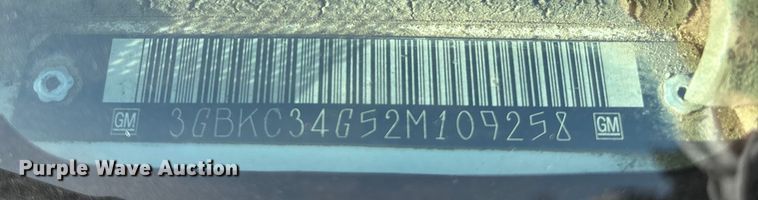 GM 3GBKC34G52M109258 GM
Purple Wave Auction